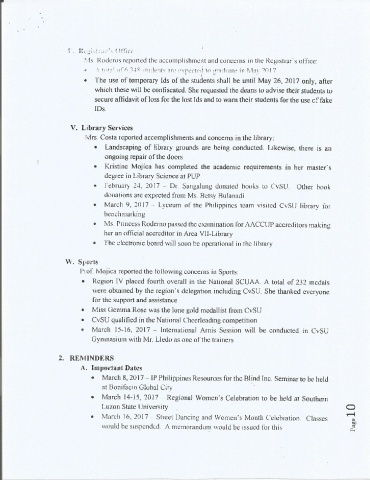 U. Registrar's Office
Ms. Roderos reported the accomplishment and concerns in the Registrar's office:
• A total of 6,348 students are expected to graduate in May 2017
• The use of temporary Ids of the students shall be until May 26, 2017 only, after
which these will be confiscated. She requested the deans to advise their students to
secure affidavit of loss for the lost Ids and to warn their students for the use of fake
IDs.
V. Library Services
Mrs. Costa reported accomplishments and concerns in the library:
• Landscaping of library grounds are being conducted. Likewise, there is an
ongoing repair of the doors
• Kristine Mojica has completed the academic requirements in her master's
degree in Library Science at PUP
• February 24, 2017 – Dr. Sangalang donated books to CvSU. Other book
donations are expected from Ms. Betsy
• March 9, 2017 – Lyceum of the Philippines team visited CvSU library for
benchmarking
• Ms. Princess Roderno passed the examination for AACCUP accreditors making
her an official accreditor in Area VII-Library
• The electronic board will soon be operational in the library
W. Sports
Prof. Mojica reported the following concerns in Sports:
• Region IV placed fourth overall in the National SCUAA. A total of 232 medals
were obtained by the region's delegation including CvSU. She thanked everyone
for the support and assistance
• Miss Gemma Rose was the lone gold medallist from CvSU
• CvSU qualified in the National Cheerleading competition
• March 15-16, 2017 – International Arnis Session will be conducted in CvSU
Gymnasium with Mr. Lledo as one of the trainers
2. REMINDERS
A. Important Dates
• March 8, 2017 – IP Philippines Resources for the Blind Inc. Seminar to be held
at Bonifacio Global City
• March 14-15, 2017 – Regional Women's Celebration to be held at Southern
Luzon State University
• March 16, 2017 – Street Dancing and Women's Month Celebration. Classes
would be suspended. A memorandum would be issued for this
Page 10